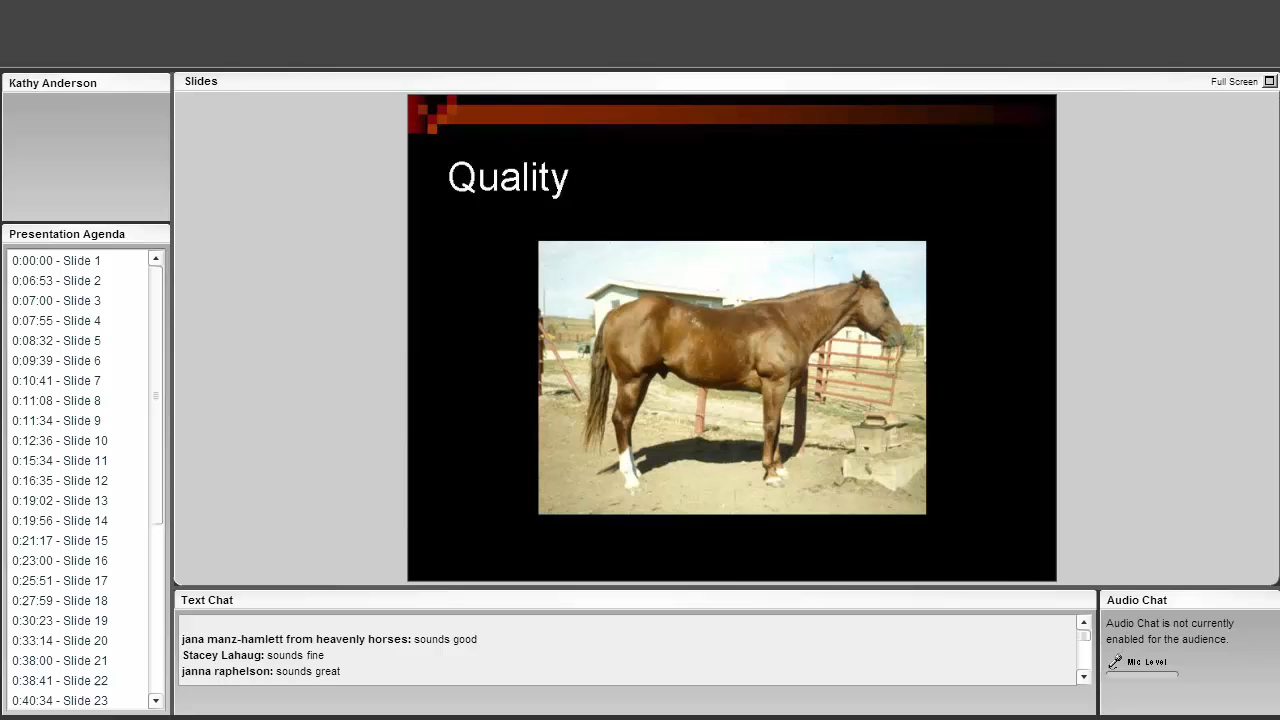 Kathy Anderson
Slides
Full Screen
Quality
Presentation Agenda
0:00:00 - Slide 1
0:06:53 - Slide 2
0:07:00 - Slide 3
0:07:55 - Slide 4
0:08:32 - Slide 5
0:09:39 - Slide 6
0:10:41 - Slide 7
0:11:08 - Slide 8
0:11:34 - Slide 9
0:12:36 - Slide 10
0:15:34 - Slide 11
0:16:35 - Slide 12
0:19:02 - Slide 13
0:19:56 - Slide 14
0:21:17 - Slide 15
0:23:00 - Slide 16
0:25:51 - Slide 17
0:27:59 - Slide 18
0:30:23 - Slide 19
0:33:14 - Slide 20
0:38:00 - Slide 21
0:38:41 - Slide 22
0:40:34 - Slide 23
Text Chat
jana manz-hamlett from heavenly horses: sounds good
Stacey Lahaug: sounds fine
janna raphelson: sounds great
Audio Chat
Audio Chat is not currently
enabled for the audience.
Mic Level